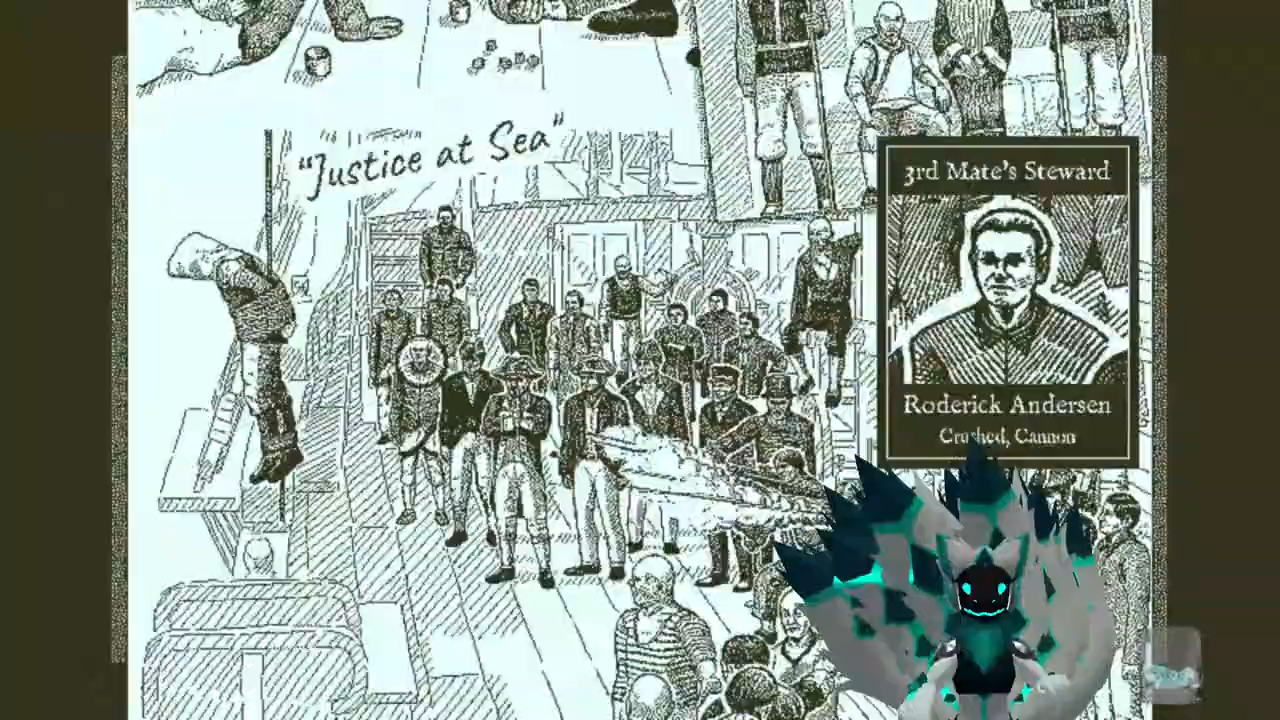 “Justice at Sea”
3rd Mate's Steward
Roderick Andersen
Crushed, Cannon